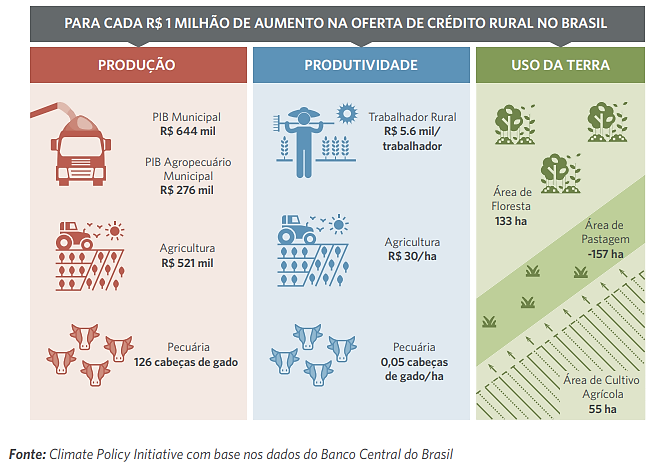 PARA CADA R$ 1 MILHÃO DE AUMENTO NA OFERTA DE CRÉDITO RURAL NO BRASIL
PRODUÇÃO
PIB Municipal
R$ 644 mil
PIB Agropecuário
Municipal
R$ 276 mil
Agricultura
R$ 521 mil
Pecuária
126 cabeças de gado
PRODUTIVIDADE
Trabalhador Rural
R$ 5.6 mil/
trabalhador
Agricultura
R$ 30/ha
Pecuária
0,05 cabeças
de gado/ha
USO DA TERRA
Área de
Floresta
133 ha
Área de
Pastagem
-157 ha
Área de Cultivo
Agrícola
55 ha
Fonte: Climate Policy Initiative com base nos dados do Banco Central do Brasil